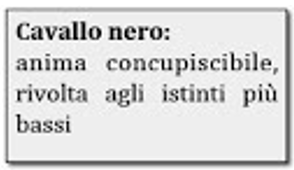 Cavallo nero:
anima concupiscibile,
rivolta agli istinti più
bassi